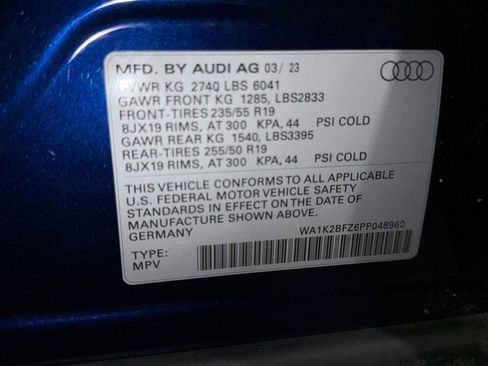 MFD. BY AUDI AG 03/ 23
GVWR KG 2740 LBS 6041
GAWR FRONT KG 1285, LBS2833
FRONT-TIRES 235/55 R19
8JX19 RIMS, AT 300 KPA, 44 PSI COLD
GAWR REAR KG 1540, LBS3395
REAR-TIRES 255/50 R19
8JX19 RIMS, AT 300 KPA, 44 PSI COLD
THIS VEHICLE CONFORMS TO ALL APPLICABLE
U.S. FEDERAL MOTOR VEHICLE SAFETY
STANDARDS IN EFFECT ON THE DATE OF
MANUFACTURE SHOWN ABOVE.
GERMANY
WA1K2BFZ6PP048960
TYPE:
MPV